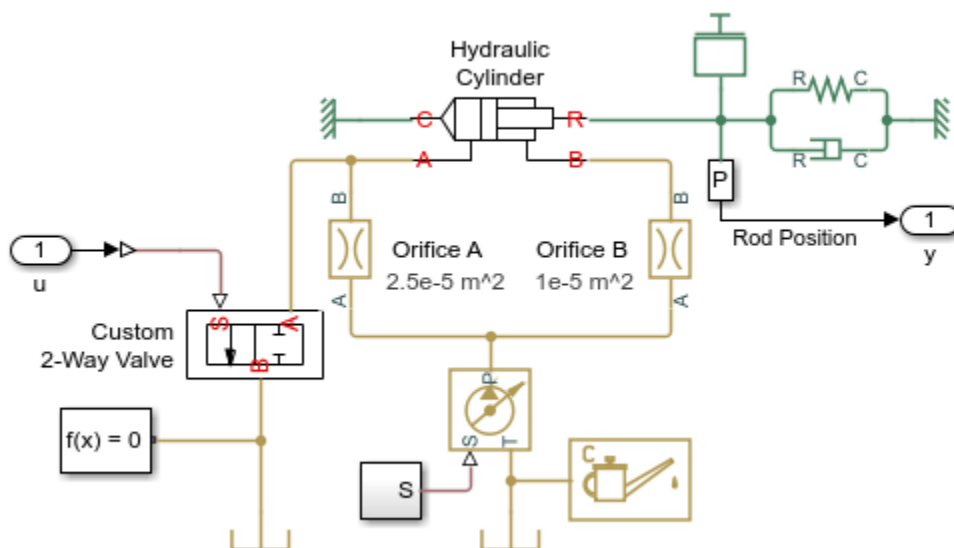 Hydraulic
Cylinder
C
R
R
C
A
B
R
C
P
B
B
1
u
Orifice A
2.5e-5 m^2
Orifice B
1e-5 m^2
Rod Position
1
y
A
A
S
A
Custom
2-Way Valve
B
P
f(x) = 0
S
T
C
S